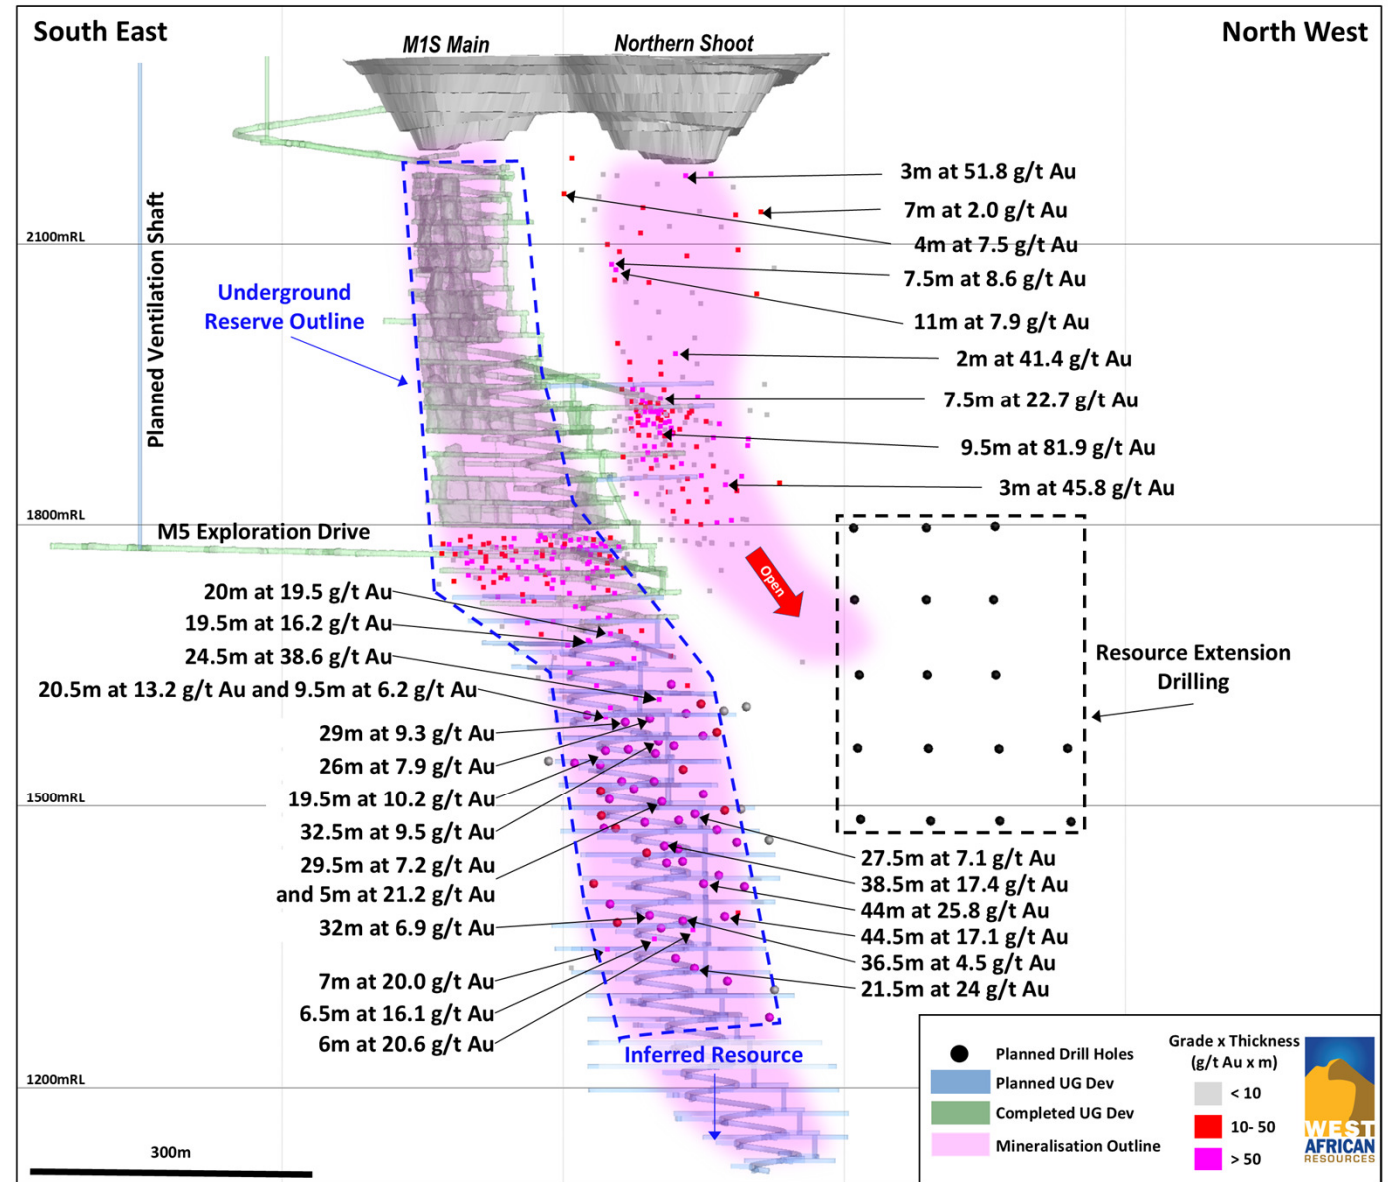 South East
M1S Main
Northern Shoot
North West
3m at 51.8 g/t Au
7m at 2.0 g/t Au
2100mRL
4m at 7.5 g/t Au
7.5m at 8.6 g/t Au
Planned Ventilation Shaft
Underground
Reserve Outline
11m at 7.9 g/t Au
2m at 41.4 g/t Au
7.5m at 22.7 g/t Au
9.5m at 81.9 g/t Au
3m at 45.8 g/t Au
1800mRL
M5 Exploration Drive
Open
20m at 19.5 g/t Au
19.5m at 16.2 g/t Au
24.5m at 38.6 g/t Au
20.5m at 13.2 g/t Au and 9.5m at 6.2 g/t Au
Resource Extension
Drilling
29m at 9.3 g/t Au
26m at 7.9 g/t Au
1500mRL
19.5m at 10.2 g/t Au
32.5m at 9.5 g/t Au
29.5m at 7.2 g/t Au
and 5m at 21.2 g/t Au
32m at 6.9 g/t Au
7m at 20.0 g/t Au
6.5m at 16.1 g/t Au
6m at 20.6 g/t Au
27.5m at 7.1 g/t Au
38.5m at 17.4 g/t Au
44m at 25.8 g/t Au
44.5m at 17.1 g/t Au
36.5m at 4.5 g/t Au
21.5m at 24 g/t Au
Inferred Resource
1200mRL
300m
Planned Drill Holes
Planned UG Dev
Completed UG Dev
Mineralisation Outline
Grade x Thickness
(g/t Au x m)
< 10
10- 50
> 50
WEST
AFRICAN
RESOURCES